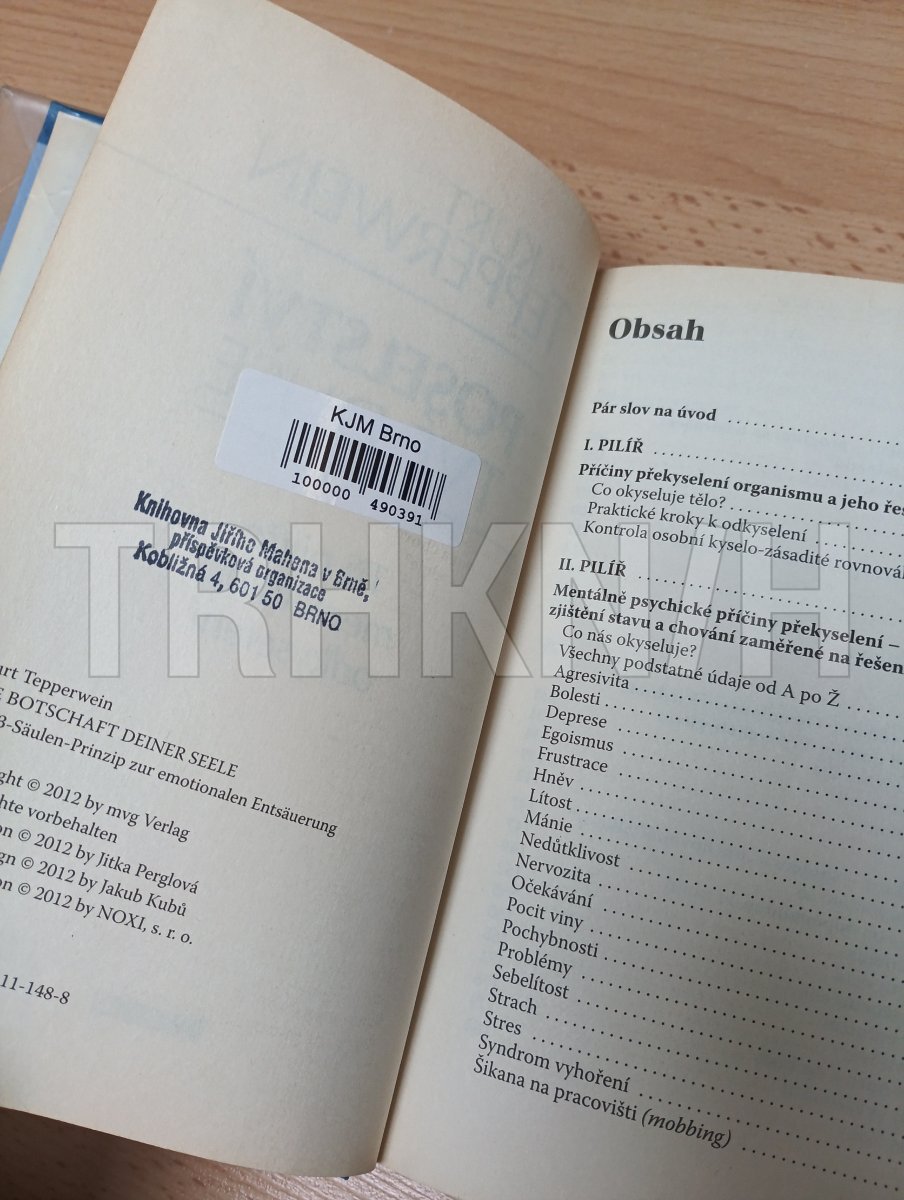 KJM Brno
100000 490391
Knihovna Jiřího Mahena v Brně,
příspěvková organizace
Kobližná 4, 601 50 BRNO
urt Tepperwein
E BOTSCHAFT DEINER SEELE
3-Säulen-Prinzip zur emotionalen Entsäuerung
ght © 2012 by mvg Verlag
hte vorbehalten
on © 2012 by Jitka Perglová
gn © 2012 by Jakub Kubů
on © 2012 by NOXI, s. r. o.
11-148-8
Obsah
Pár slov na úvod
I. PILÍŘ
Příčiny překyselení organismu a jeho řeš
Co okyseluje tělo?
Praktické kroky k odkyselení
Kontrola osobní kyselo-zásadité rovnovál
II. PILÍŘ
Mentálně psychické příčiny překyselení –
zjištění stavu a chování zaměřené na řešen
Co nás okyseluje?
Všechny podstatné údaje od A po Ž
Agresivita
Bolesti
Deprese
Egoismus
Frustrace
Hněv
Lítost
Mánie
Nedůtklivost
Nervozita
Očekávání
Pocit viny
Pochybnosti
Problémy
Sebelítost
Strach
Stres
Syndrom vyhoření
Šikana na pracovišti (mobbing)
TRHKNIH